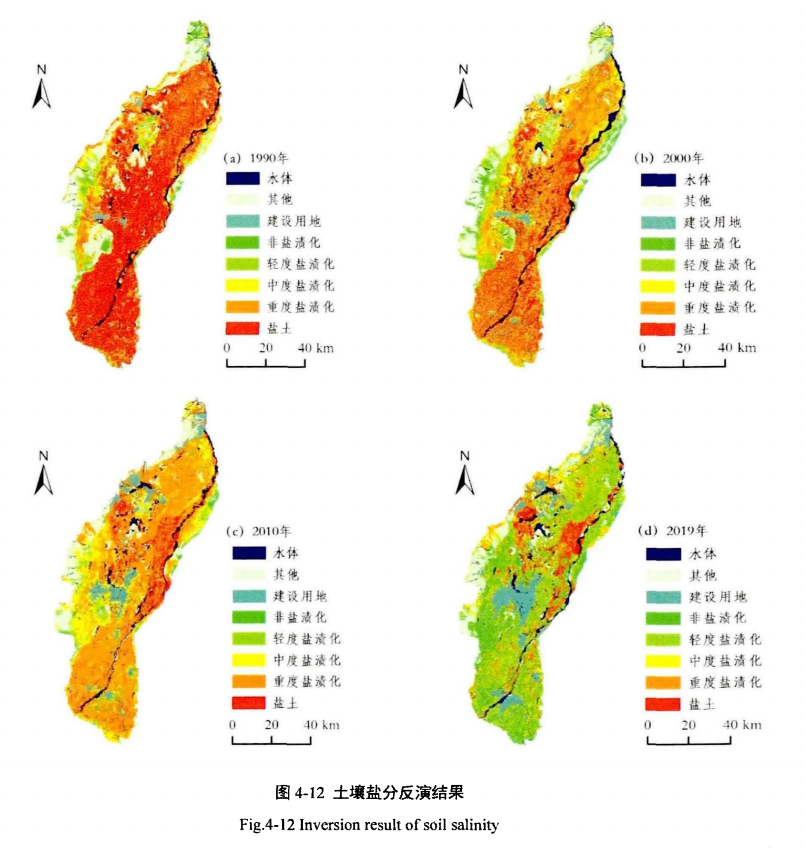 N
(a) 1990年
水体
其他
建设用地
非盐渍化
轻度盐渍化
中度盐渍化
重度盐渍化
盐土
0 20 40 km
N
(b) 2000年
水体
其他
建设用地
非盐渍化
轻度盐渍化
中度盐渍化
重度盐渍化
盐土
0 20 40 km
N
(c) 2010年
水体
其他
建设用地
非盐渍化
轻度盐渍化
中度盐渍化
重度盐渍化
盐土
0 20 40 km
N
(d) 2019年
水体
其他
建设用地
非盐渍化
轻度盐渍化
中度盐渍化
重度盐渍化
盐土
0 20 40 km
图 4-12 土壤盐分反演结果
Fig.4-12 Inversion result of soil salinity